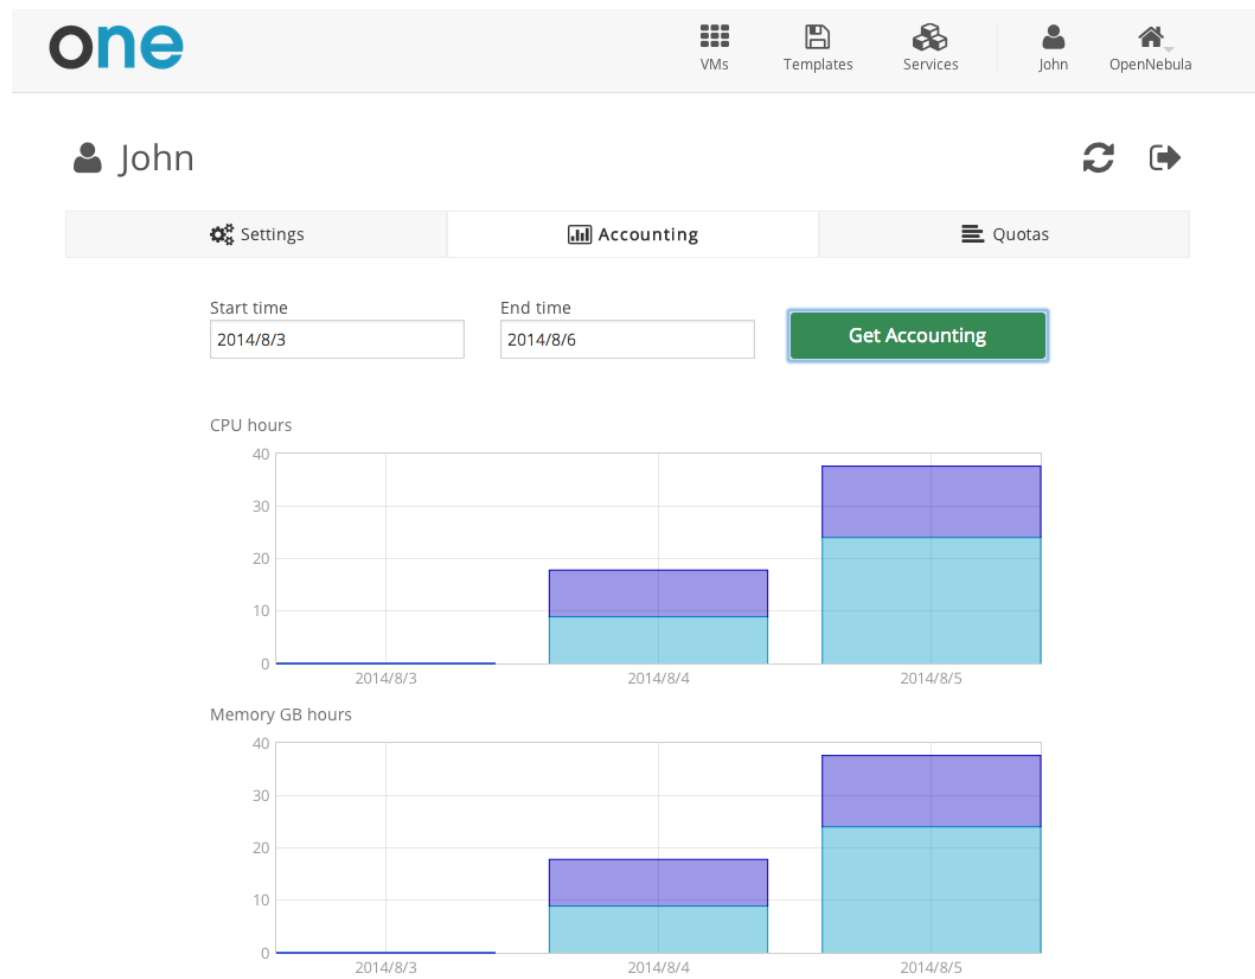 one
VMs Templates Services John OpenNebula
John
Settings Accounting Quotas
Start time End time
2014/8/3 2014/8/6 Get Accounting
CPU hours
40
30
20
10
0
2014/8/3 2014/8/4 2014/8/5
Memory GB hours
40
30
20
10
0
2014/8/3 2014/8/4 2014/8/5